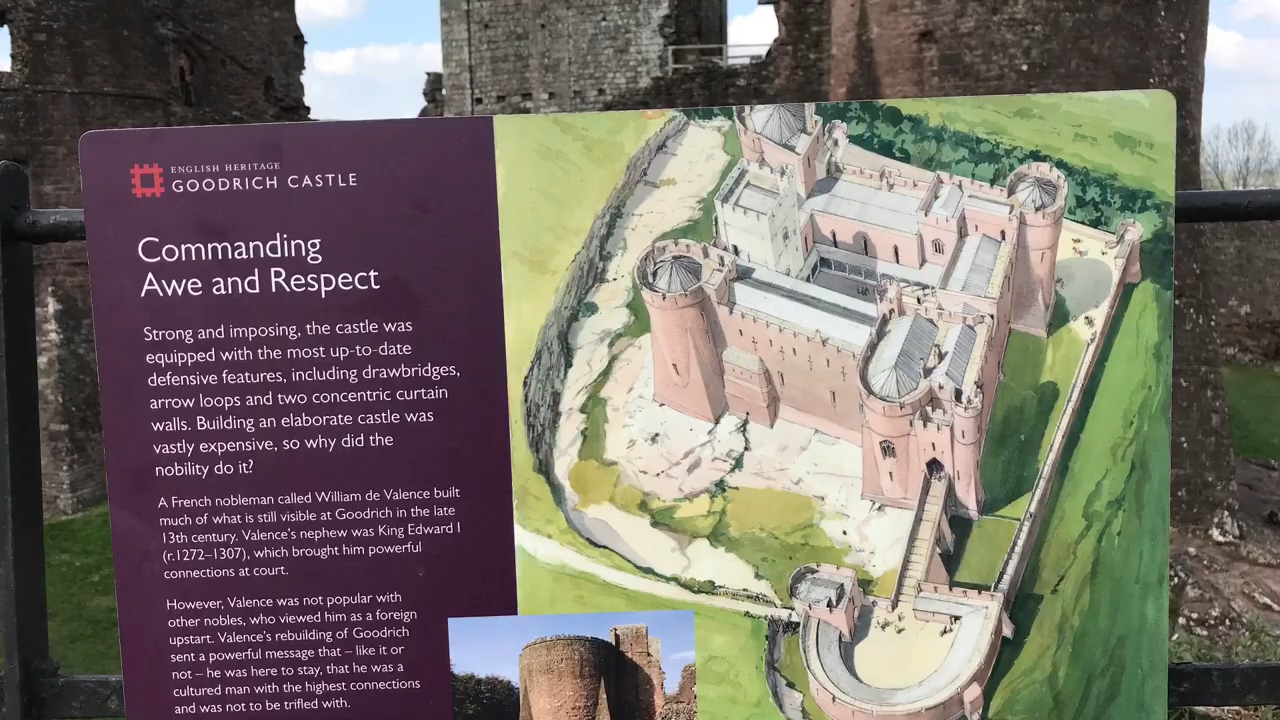 ENGLISH HERITAGE
GOODRICH CASTLE
Commanding
Awe and Respect
Strong and imposing, the castle was
equipped with the most up-to-date
defensive features, including drawbridges,
arrow loops and two concentric curtain
walls. Building an elaborate castle was
vastly expensive, so why did the
nobility do it?
A French nobleman called William de Valence built
much of what is still visible at Goodrich in the late
13th century. Valence's nephew was King Edward I
(r.1272–1307), which brought him powerful
connections at court.
However, Valence was not popular with
other nobles, who viewed him as a foreign
upstart. Valence's rebuilding of Goodrich
sent a powerful message that – like it or
not – he was here to stay, that he was a
cultured man with the highest connections
and was not to be trifled with.